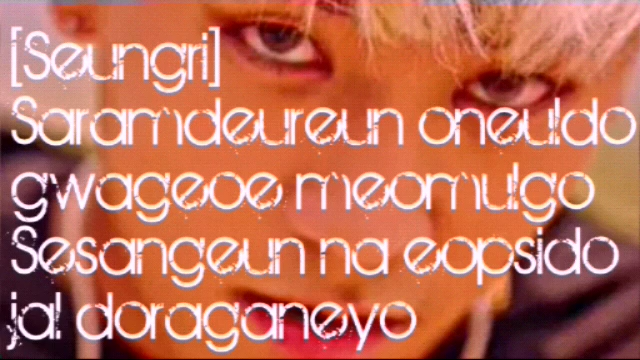 [Seungri]
Saramdeureun oneuldo
gwageoe meomulgo
Sesangeun na eopsido
jal doraganeyo